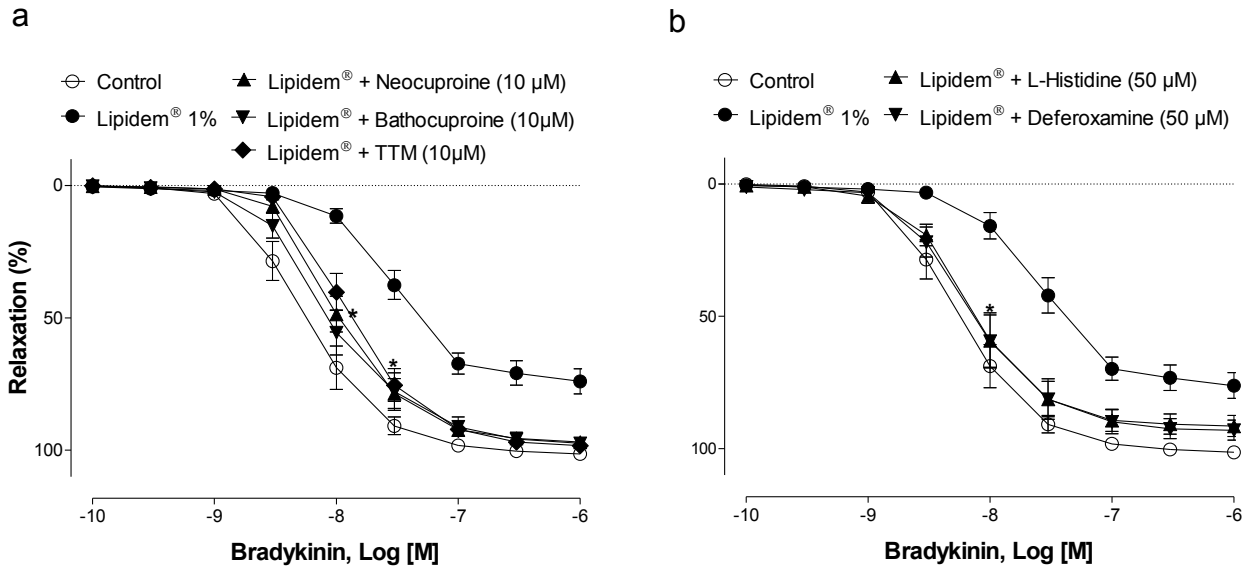 a
Control
Lipidem® 1%
Lipidem® + Neocuproine (10 µM)
Lipidem® + Bathocuproine (10µM)
Lipidem® + TTM (10µM)
0
50
100
Relaxation (%)
*
*
-10 -9 -8 -7 -6
Bradykinin, Log [M]
b
Control
Lipidem® 1%
Lipidem® + L-Histidine (50 µM)
Lipidem® + Deferoxamine (50 µM)
0
50
100
*
-10 -9 -8 -7 -6
Bradykinin, Log [M]